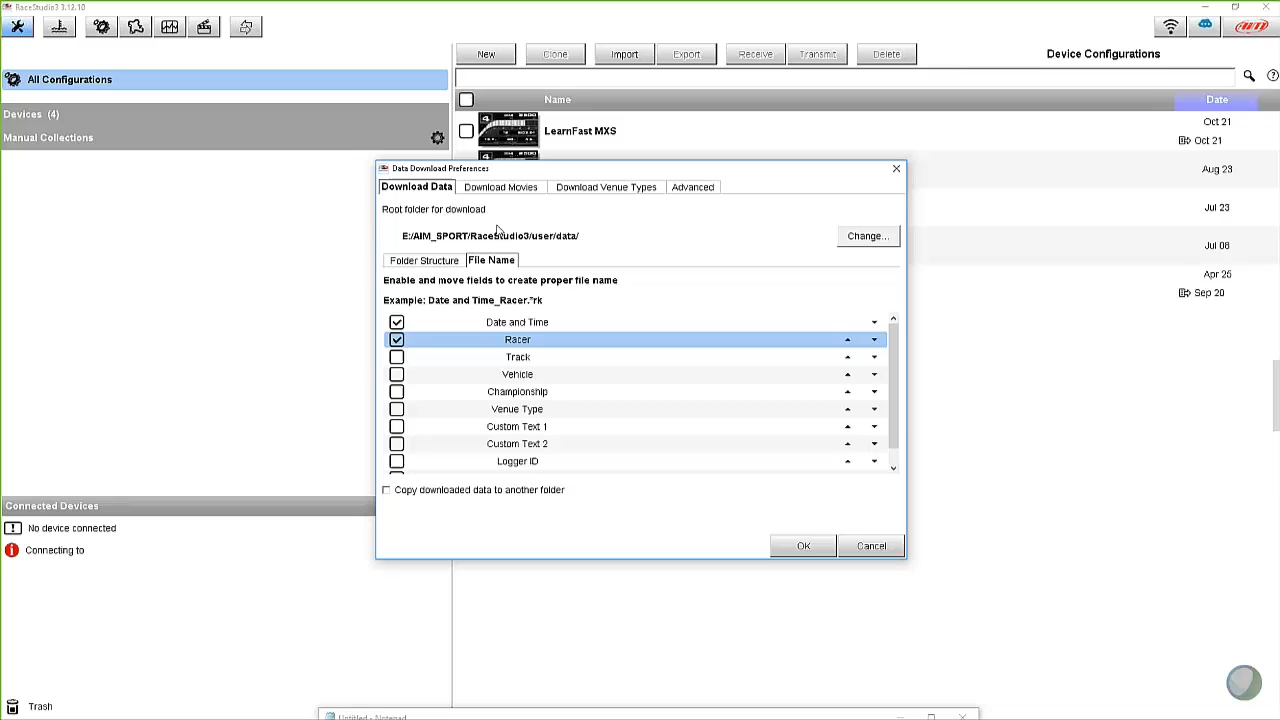 RaceStudio3 3.12.10
New
Clone
Import
Export
Receive
Transmit
Delete
Device Configurations
All Configurations
Name
Date
Devices (4)
Manual Collections
LearnFast MXS
Oct 21
Oct 21
Aug 23
Jul 23
Jul 08
Apr 25
Sep 20
Data Download Preferences
Download Data
Download Movies
Download Venue Types
Advanced
Root folder for download
E:/AIM_SPORT/RaceStudio3/user/data/
Change...
Folder Structure
File Name
Enable and move fields to create proper file name
Example: Date and Time_Racer.*rk
Date and Time
Racer
Track
Vehicle
Championship
Venue Type
Custom Text 1
Custom Text 2
Logger ID
Copy downloaded data to another folder
OK
Cancel
Connected Devices
No device connected
Connecting to
Trash
Untitled - Notepad